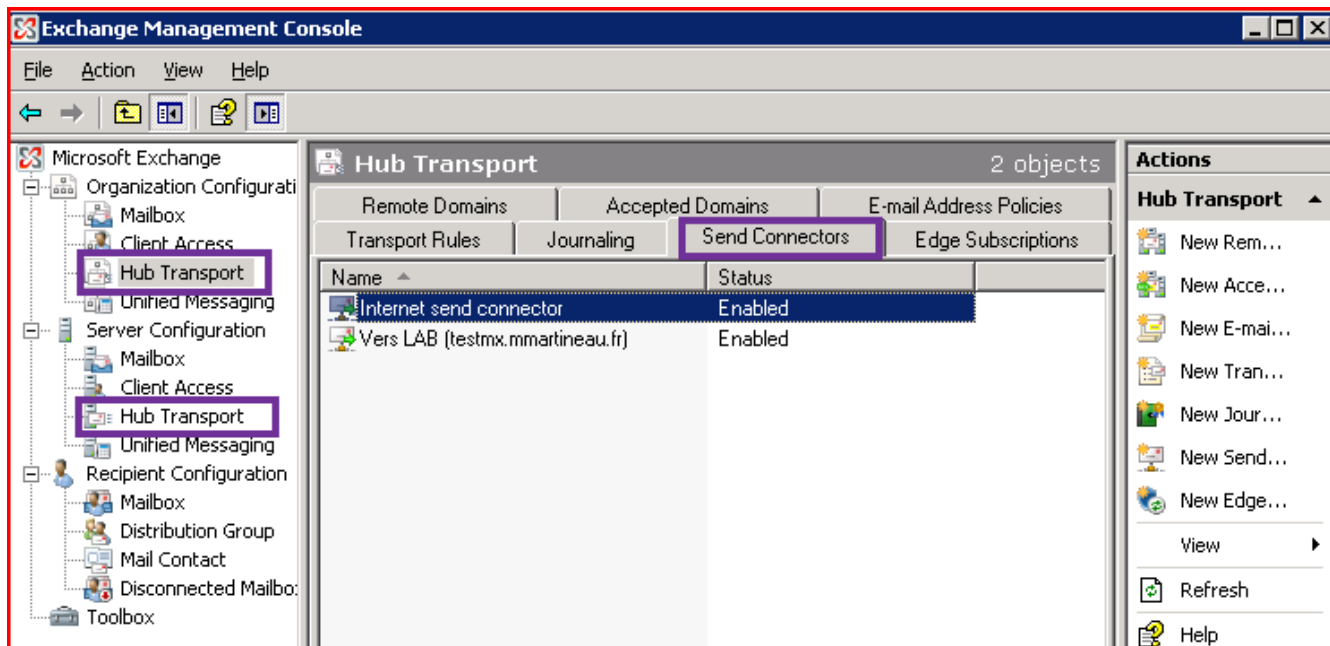 Exchange Management Console
File Action View Help
Microsoft Exchange
Organization Configurati
Mailbox
Client Access
Hub Transport
Unified Messaging
Server Configuration
Mailbox
Client Access
Hub Transport
Unified Messaging
Recipient Configuration
Mailbox
Distribution Group
Mail Contact
Disconnected Mailbo
Toolbox
Hub Transport 2 objects
Remote Domains Accepted Domains E-mail Address Policies
Transport Rules Journaling Send Connectors Edge Subscriptions
Name Status
Internet send connector Enabled
Vers LAB (testmx.mmartineau.fr) Enabled
Actions
Hub Transport
New Rem...
New Acce...
New E-mai...
New Tran...
New Jour...
New Send...
New Edge...
View
Refresh
Help